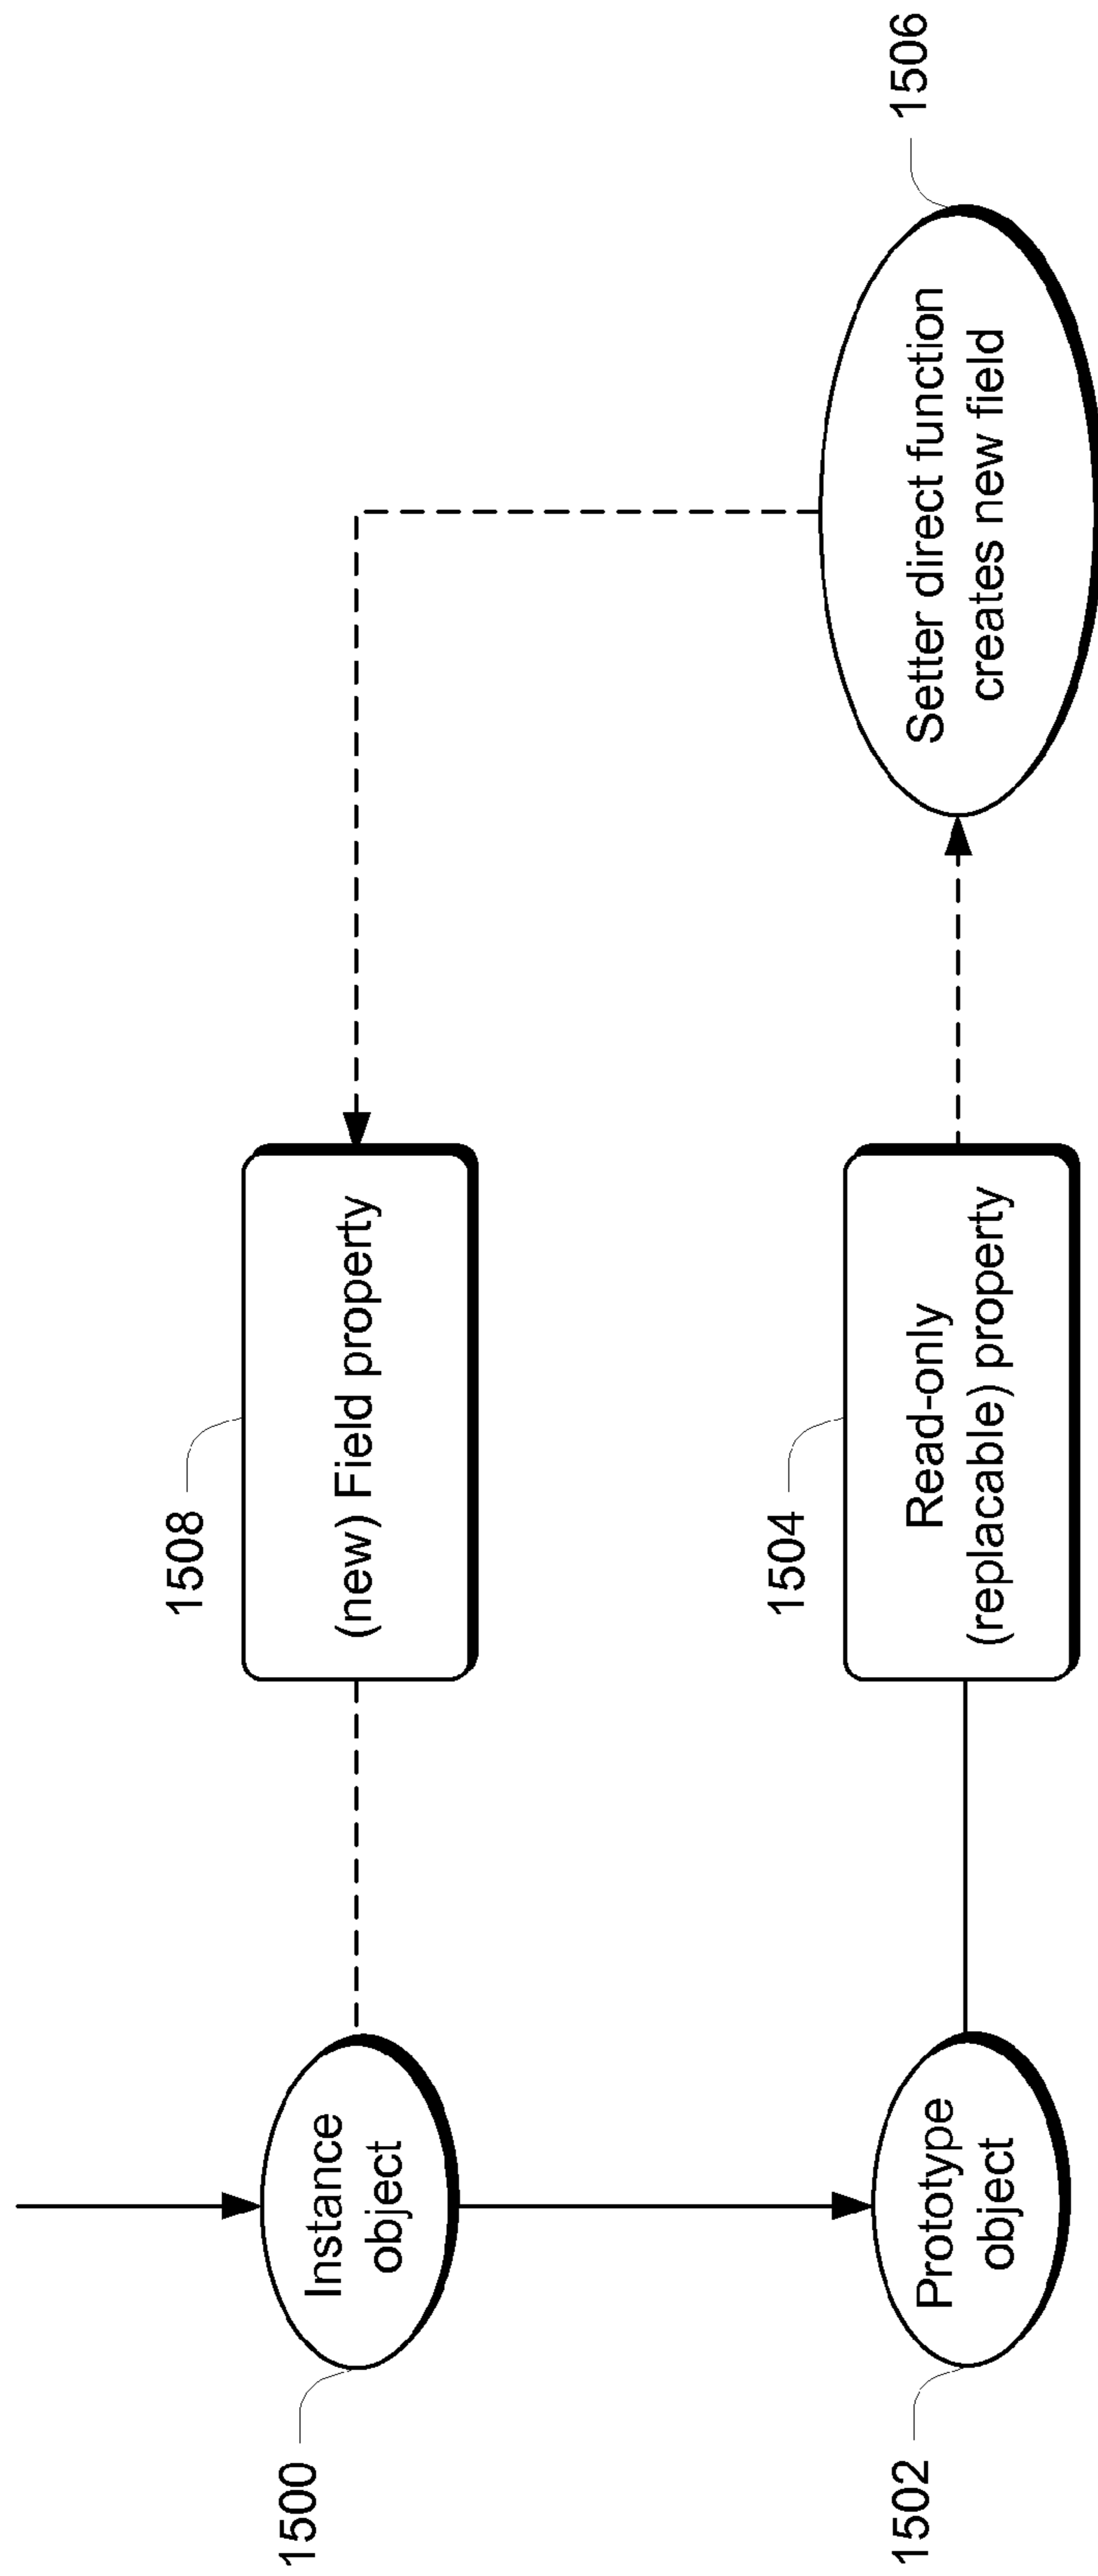 1500
Instance
object
1508
(new) Field property
1502
Prototype
object
1504
Read-only
(replacable) property
1506
Setter direct function
creates new field